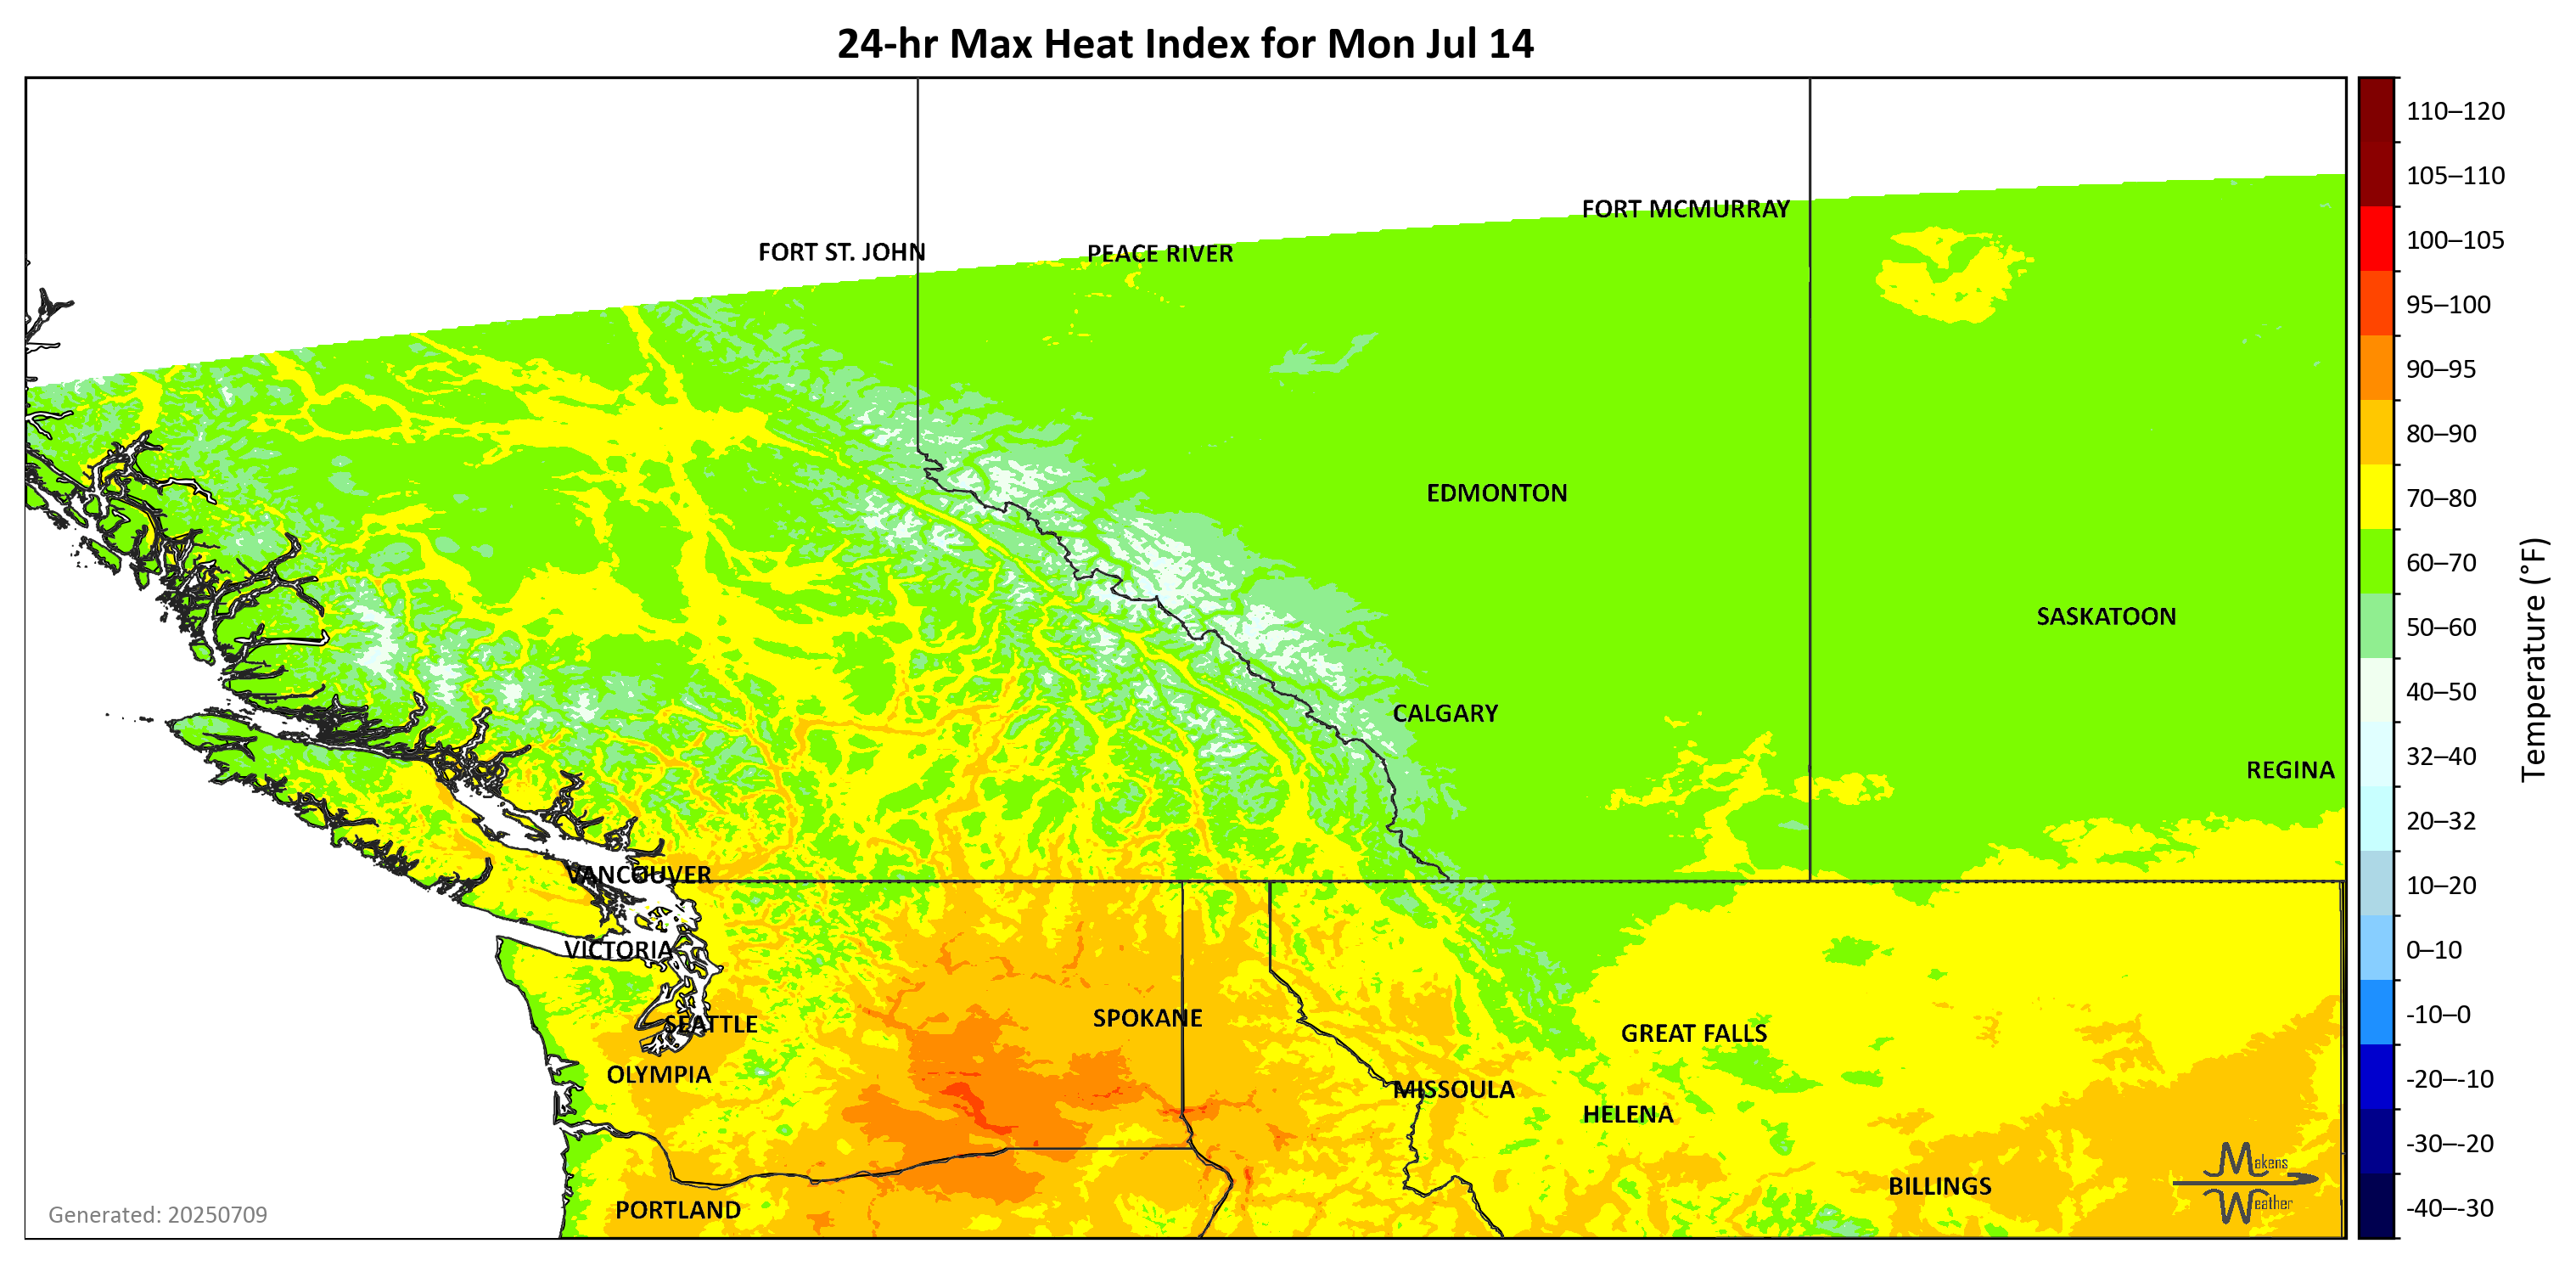 24-hr Max Heat Index for Mon Jul 14
FORT MCMURRAY
FORT ST. JOHN
PEACE RIVER
EDMONTON
SASKATOON
CALGARY
REGINA
VANCOUVER
VICTORIA
SPOKANE
SEATTLE
GREAT FALLS
OLYMPIA
MISSOULA
HELENA
BILLINGS
PORTLAND
Makens
Weather
Generated: 20250709
110–120
105–110
100–105
95–100
90–95
80–90
70–80
60–70
50–60
40–50
32–40
20–32
10–20
0–10
-10–0
-20–-10
-30–-20
-40–-30
Temperature (°F)